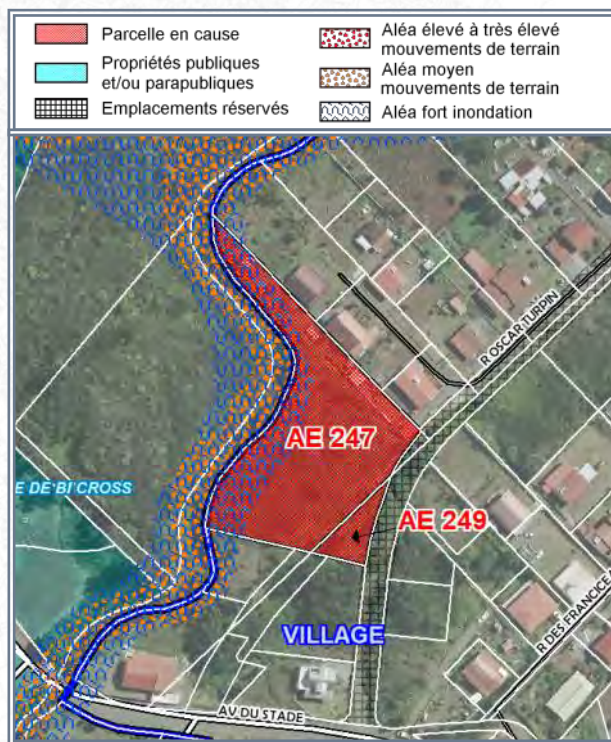 Parcelle en cause
Propriétés publiques
et/ou parapubliques
Emplacements réservés
Aléa élevé à très élevé
mouvements de terrain
Aléa moyen
mouvements de terrain
Aléa fort inondation
R OSCAR TURPIN
AE 247
E DE BI CROSS
AE 249
VILLAGE
R DES FRANCICE
AV DU STADE